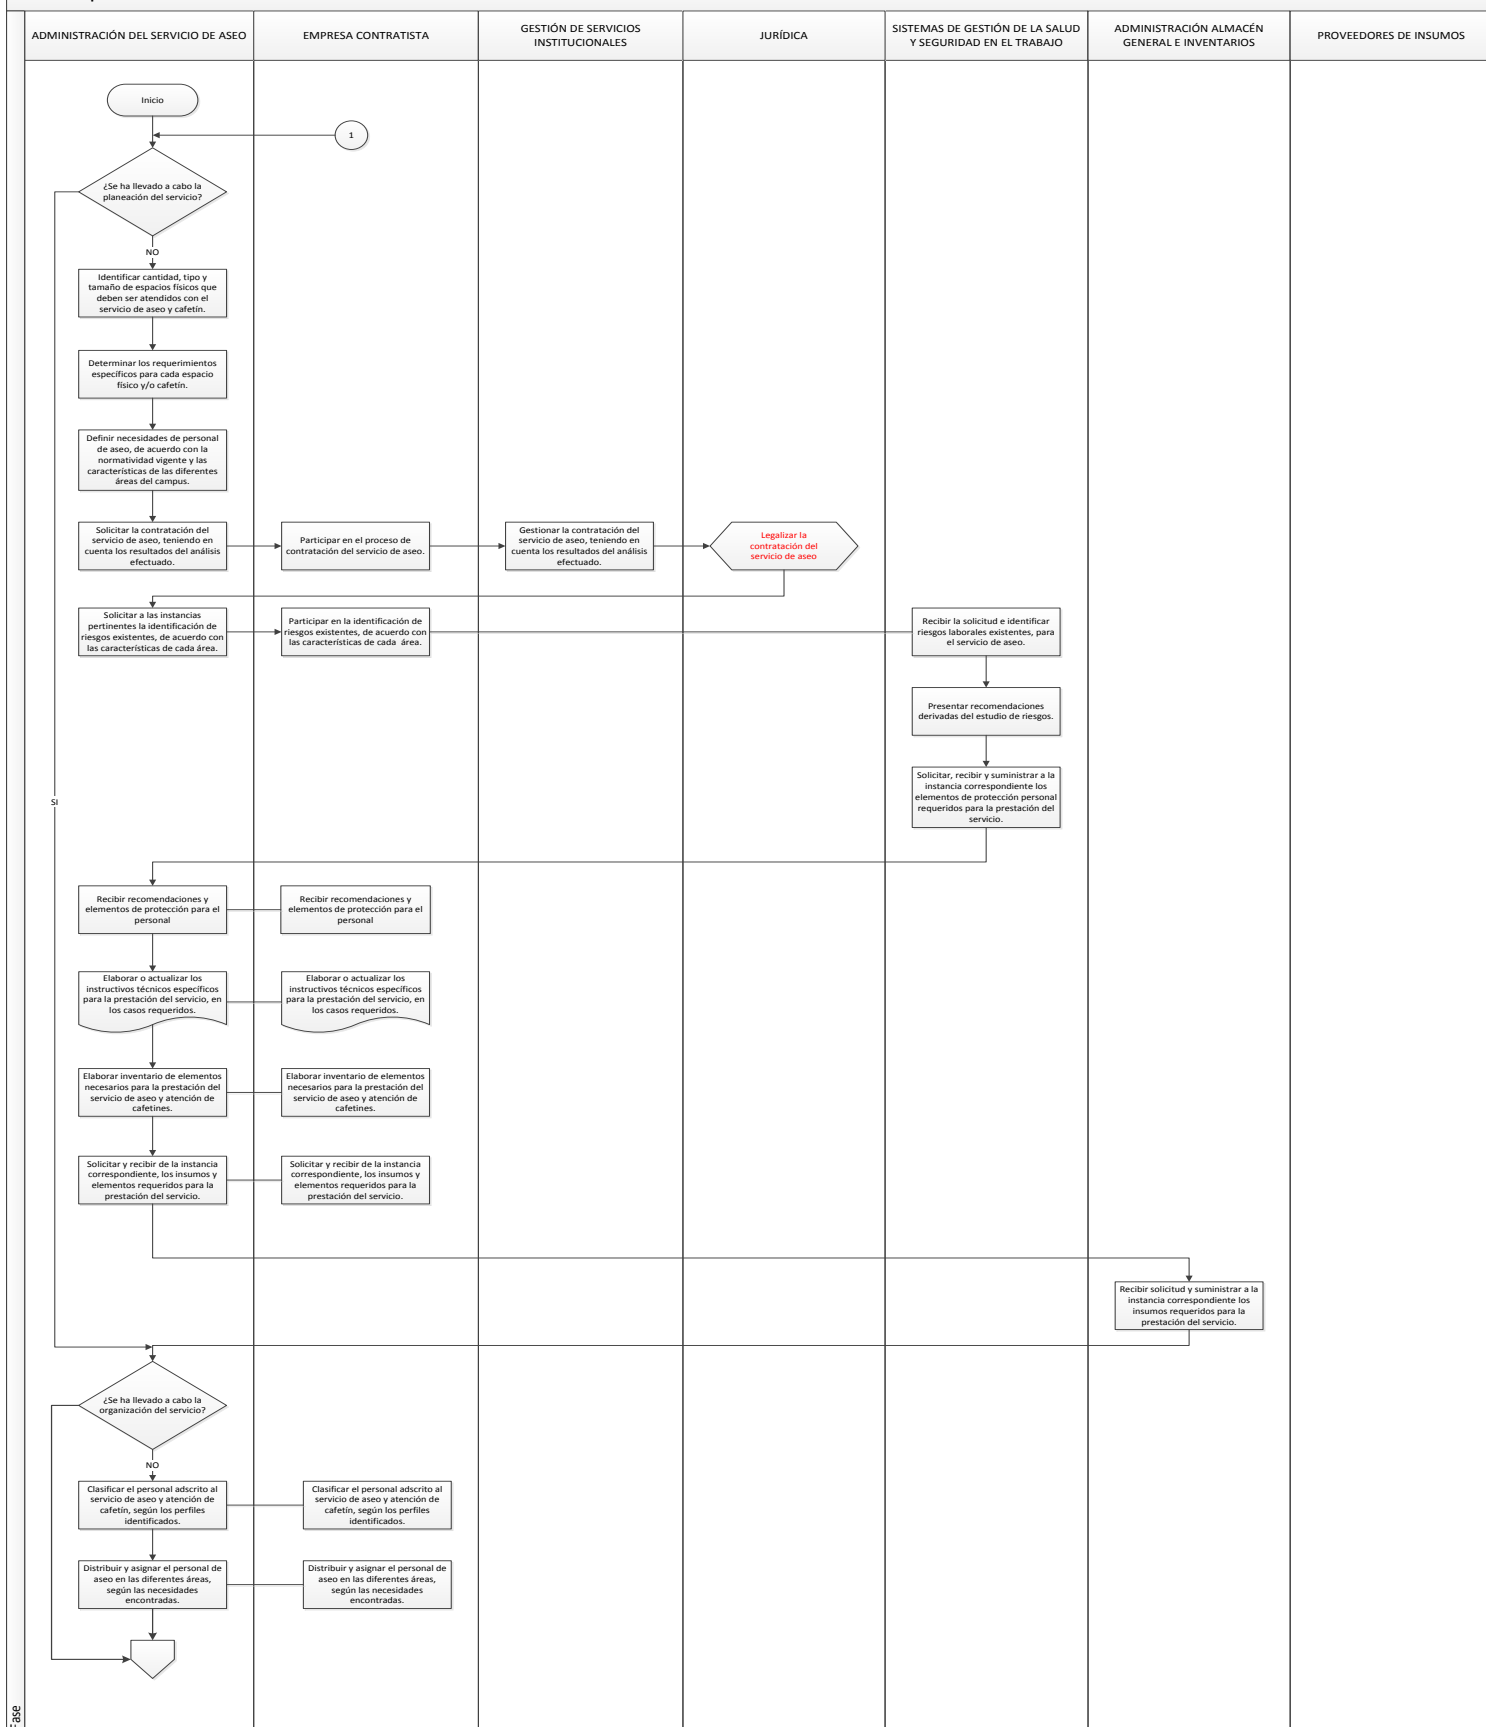 ADMINISTRACIÓN DEL SERVICIO DE ASEO
EMPRESA CONTRATISTA
GESTIÓN DE SERVICIOS
INSTITUCIONALES
JURÍDICA
SISTEMAS DE GESTIÓN DE LA SALUD
Y SEGURIDAD EN EL TRABAJO
ADMINISTRACIÓN ALMACÉN
GENERAL E INVENTARIOS
PROVEEDORES DE INSUMOS
Inicio
1
¿Se ha llevado a cabo la
planeación del servicio?
NO
Identificar cantidad, tipo y
tamaño de espacios físicos que
deben ser atendidos con el
servicio de aseo y cafetín.
Determinar los requerimientos
específicos para cada espacio
físico y/o cafetín.
Definir necesidades de personal
de aseo, de acuerdo con la
normatividad vigente y las
características de las diferentes
áreas del campus.
Solicitar la contratación del
servicio de aseo, teniendo en
cuenta los resultados del análisis
efectuado.
Participar en el proceso de
contratación del servicio de aseo.
Gestionar la contratación del
servicio de aseo, teniendo en
cuenta los resultados del análisis
efectuado.
Legalizar la
contratación del
servicio de aseo
Solicitar a las instancias
pertinentes la identificación de
riesgos existentes, de acuerdo con
las características de cada área.
Participar en la identificación de
riesgos existentes, de acuerdo con
las características de cada área.
Recibir la solicitud e identificar
riesgos laborales existentes, para
el servicio de aseo.
Presentar recomendaciones
derivadas del estudio de riesgos.
Solicitar, recibir y suministrar a la
instancia correspondiente los
elementos de protección personal
requeridos para la prestación del
servicio.
SI
Recibir recomendaciones y
elementos de protección para el
personal
Recibir recomendaciones y
elementos de protección para el
personal
Elaborar o actualizar los
instructivos técnicos específicos
para la prestación del servicio, en
los casos requeridos.
Elaborar o actualizar los
instructivos técnicos específicos
para la prestación del servicio, en
los casos requeridos.
Elaborar inventario de elementos
necesarios para la prestación del
servicio de aseo y atención de
cafetines.
Elaborar inventario de elementos
necesarios para la prestación del
servicio de aseo y atención de
cafetines.
Solicitar y recibir de la instancia
correspondiente, los insumos y
elementos requeridos para la
prestación del servicio.
Solicitar y recibir de la instancia
correspondiente, los insumos y
elementos requeridos para la
prestación del servicio.
Recibir solicitud y suministrar a la
instancia correspondiente los
insumos requeridos para la
prestación del servicio.
¿Se ha llevado a cabo la
organización del servicio?
NO
Clasificar el personal adscrito al
servicio de aseo y atención de
cafetín, según los perfiles
identificados.
Clasificar el personal adscrito al
servicio de aseo y atención de
cafetín, según los perfiles
identificados.
Distribuir y asignar el personal de
aseo en las diferentes áreas,
según las necesidades
encontradas.
Distribuir y asignar el personal de
aseo en las diferentes áreas,
según las necesidades
encontradas.
Fase